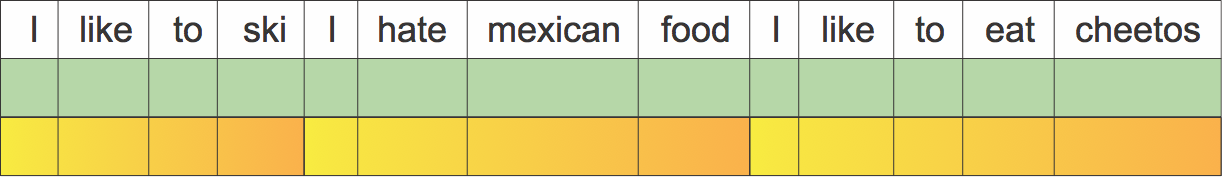 I like to ski I hate mexican food I like to eat cheetos